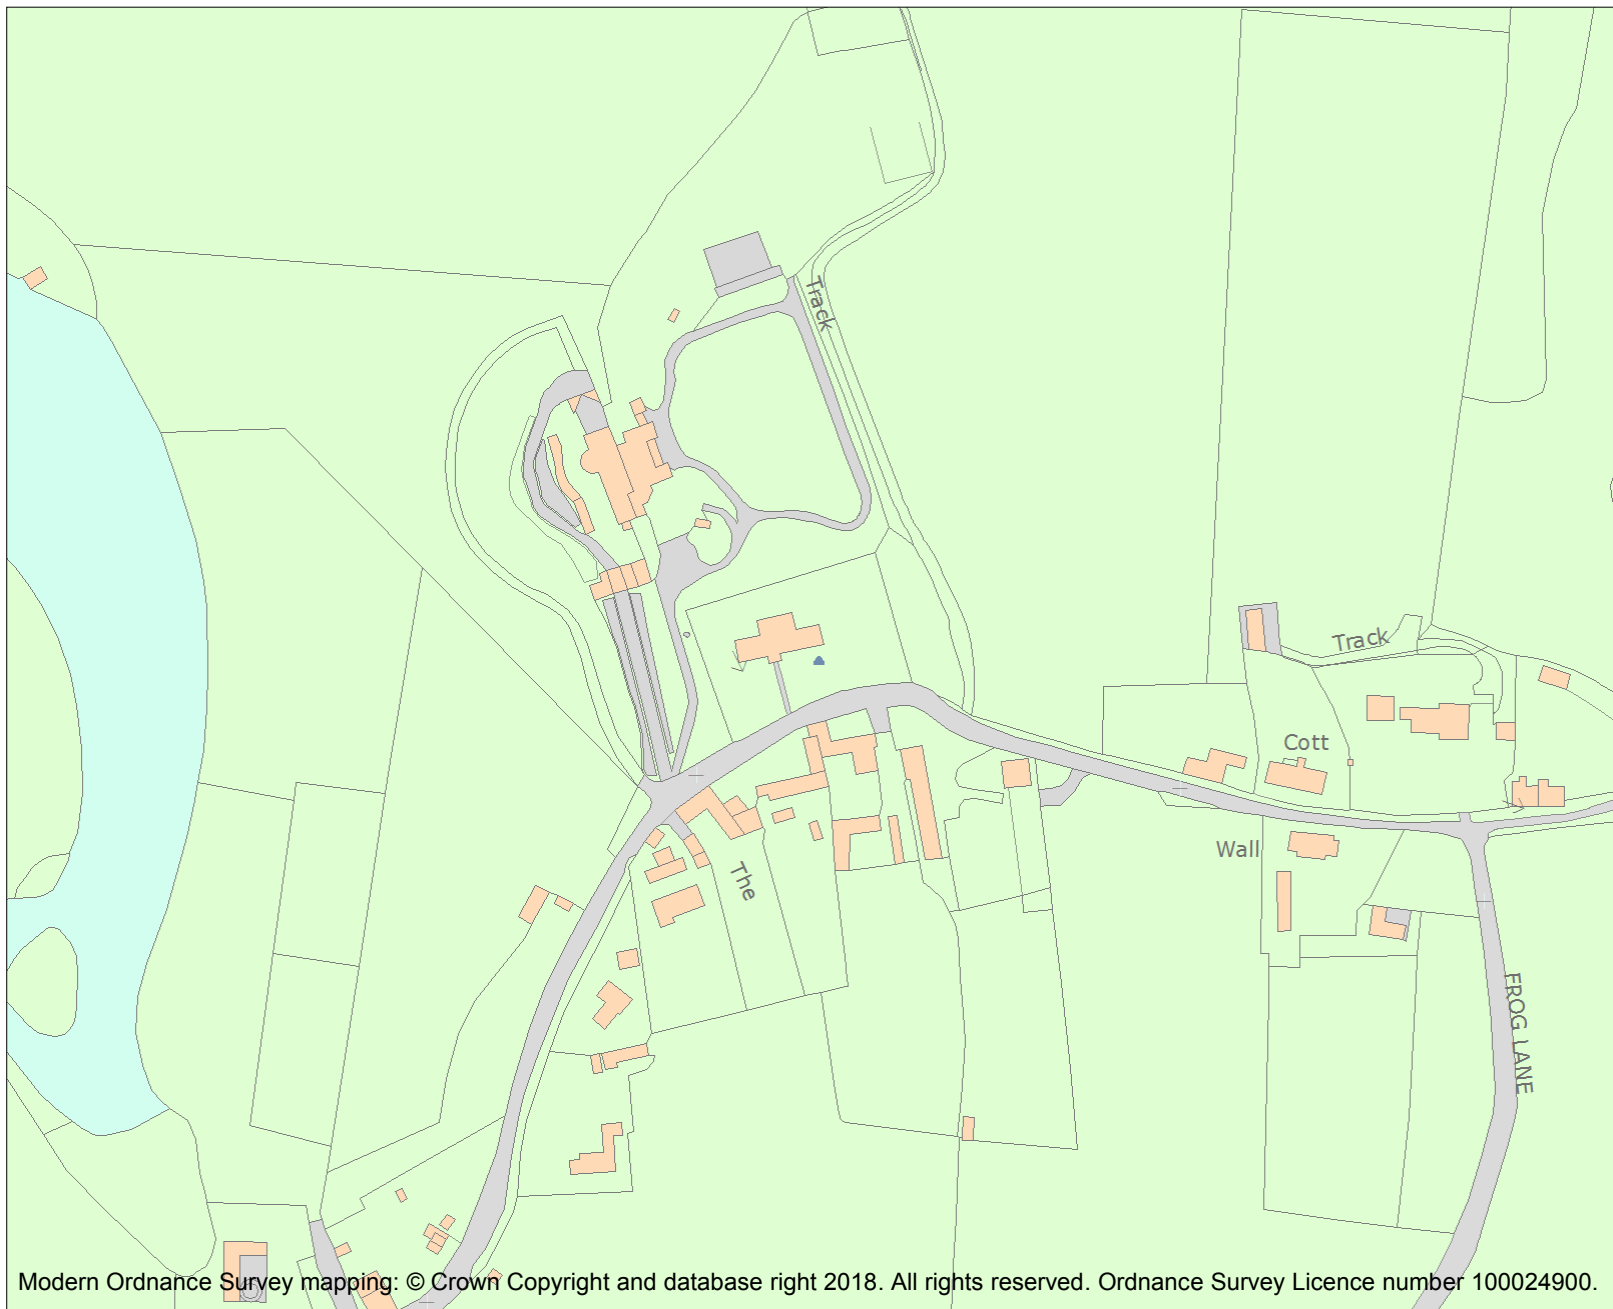 Track
Track
Cott
Wall
The
FROG LANE
Modern Ordnance Survey mapping: © Crown Copyright and database right 2018. All rights reserved. Ordnance Survey Licence number 100024900.